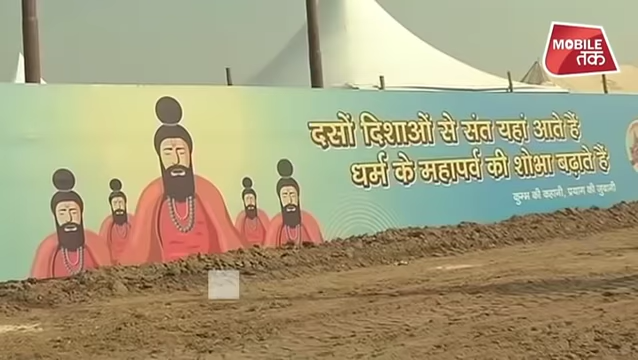 MOBILE
तक
दसों दिशाओं से संत यहां आते हैं
धर्म के महापर्व की शोभा बढ़ाते हैं
कुम्भ की कहानी, प्रयाग की जुबानी